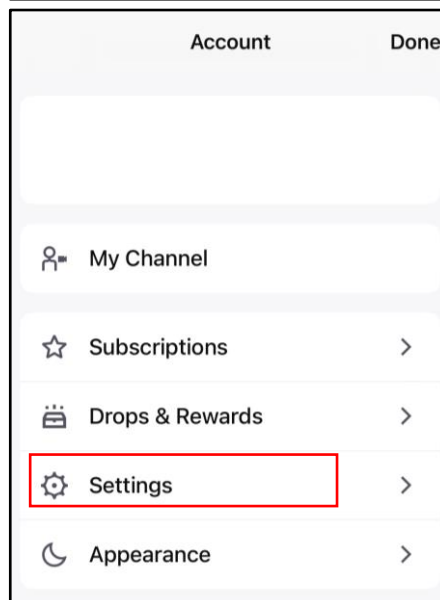 Account Done
My Channel
Subscriptions
Drops & Rewards
Settings
Appearance